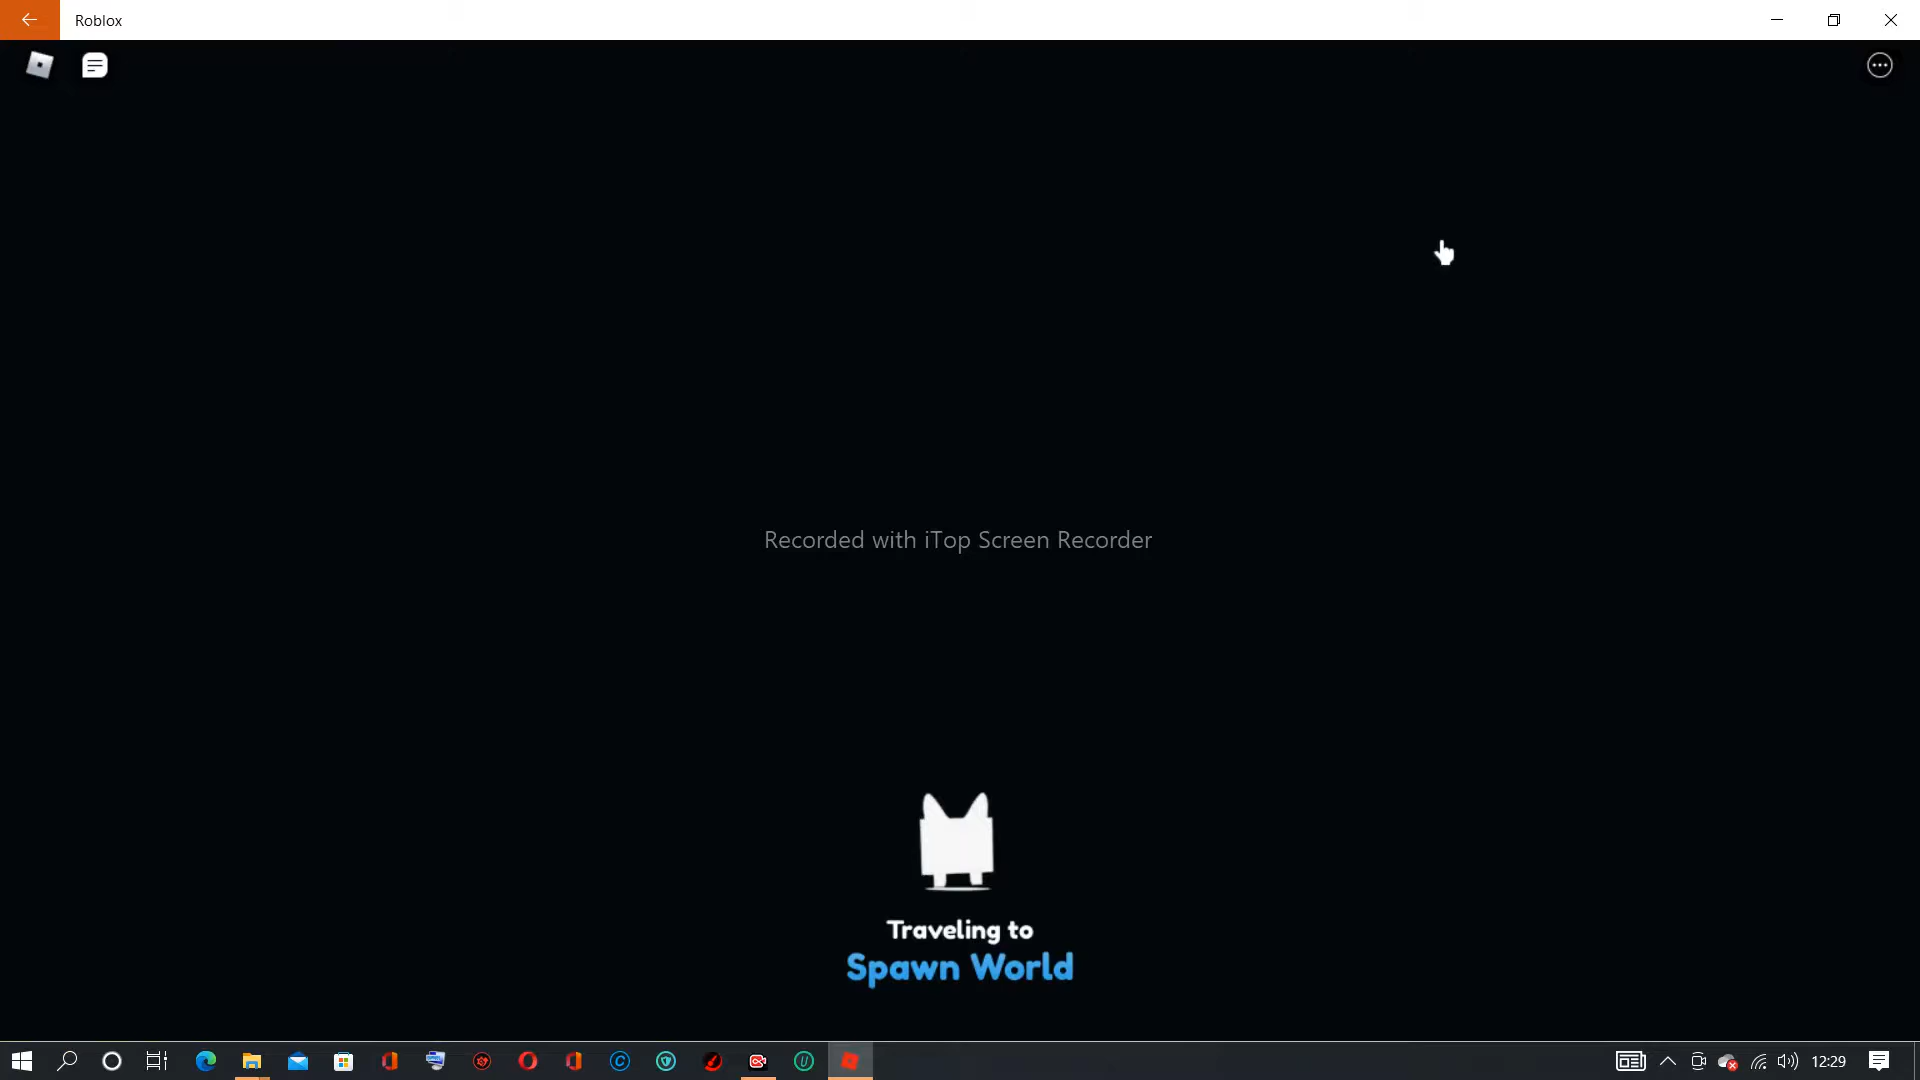 Roblox
Recorded with iTop Screen Recorder
Traveling to
Spawn World
12:29